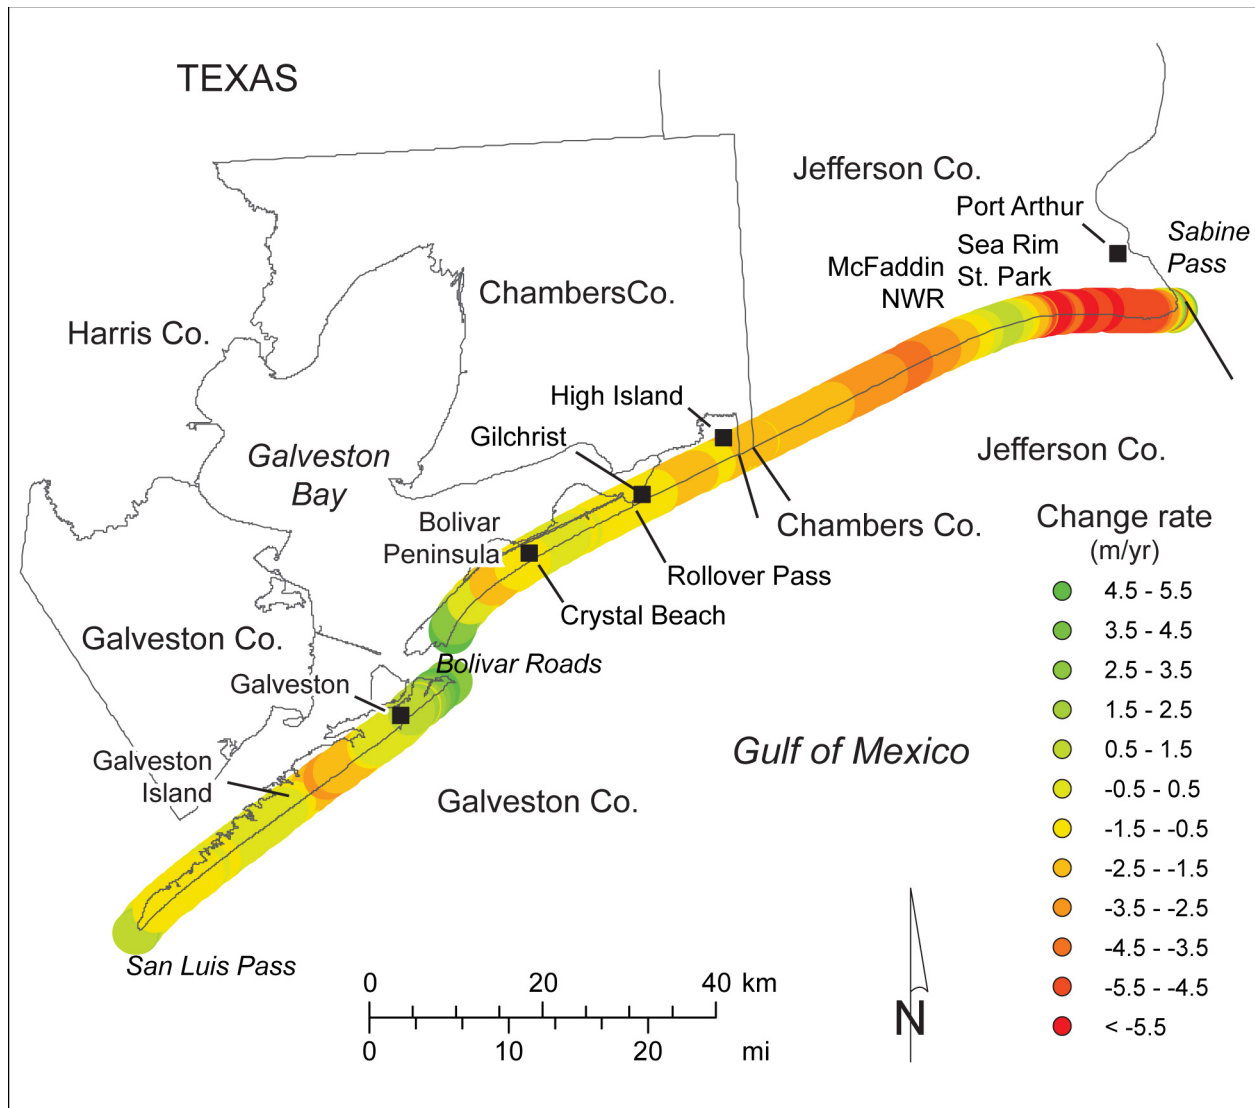 TEXAS
Jefferson Co.
Port Arthur
Sabine
Pass
Sea Rim
St. Park
McFaddin
NWR
ChambersCo.
Harris Co.
High Island
Gilchrist
Galveston
Bay
Jefferson Co.
Bolivar
Peninsula
Chambers Co.
Rollover Pass
Crystal Beach
Galveston Co.
Bolivar Roads
Galveston
Galveston
Island
Gulf of Mexico
Galveston Co.
San Luis Pass
Change rate
(m/yr)
4.5 - 5.5
3.5 - 4.5
2.5 - 3.5
1.5 - 2.5
0.5 - 1.5
-0.5 - 0.5
-1.5 - -0.5
-2.5 - -1.5
-3.5 - -2.5
-4.5 - -3.5
-5.5 - -4.5
< -5.5
0 20 40 km
0 10 20 mi
N